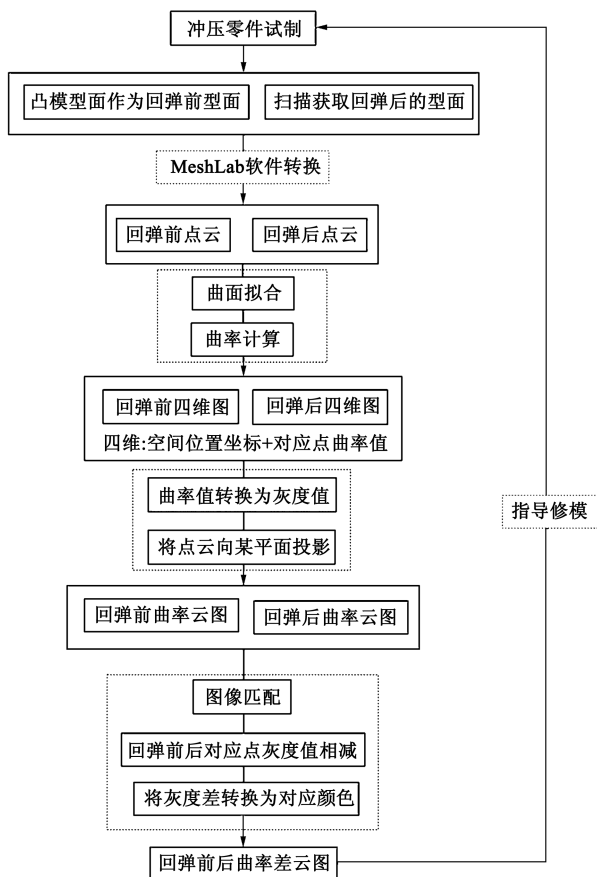 冲压零件试制
凸模型面作为回弹前型面
扫描获取回弹后的型面
MeshLab软件转换
回弹前点云
回弹后点云
曲面拟合
曲率计算
回弹前四维图
回弹后四维图
四维:空间位置坐标+对应点曲率值
曲率值转换为灰度值
指导修模
将点云向某平面投影
回弹前曲率云图
回弹后曲率云图
图像匹配
回弹前后对应点灰度值相减
将灰度差转换为对应颜色
回弹前后曲率差云图